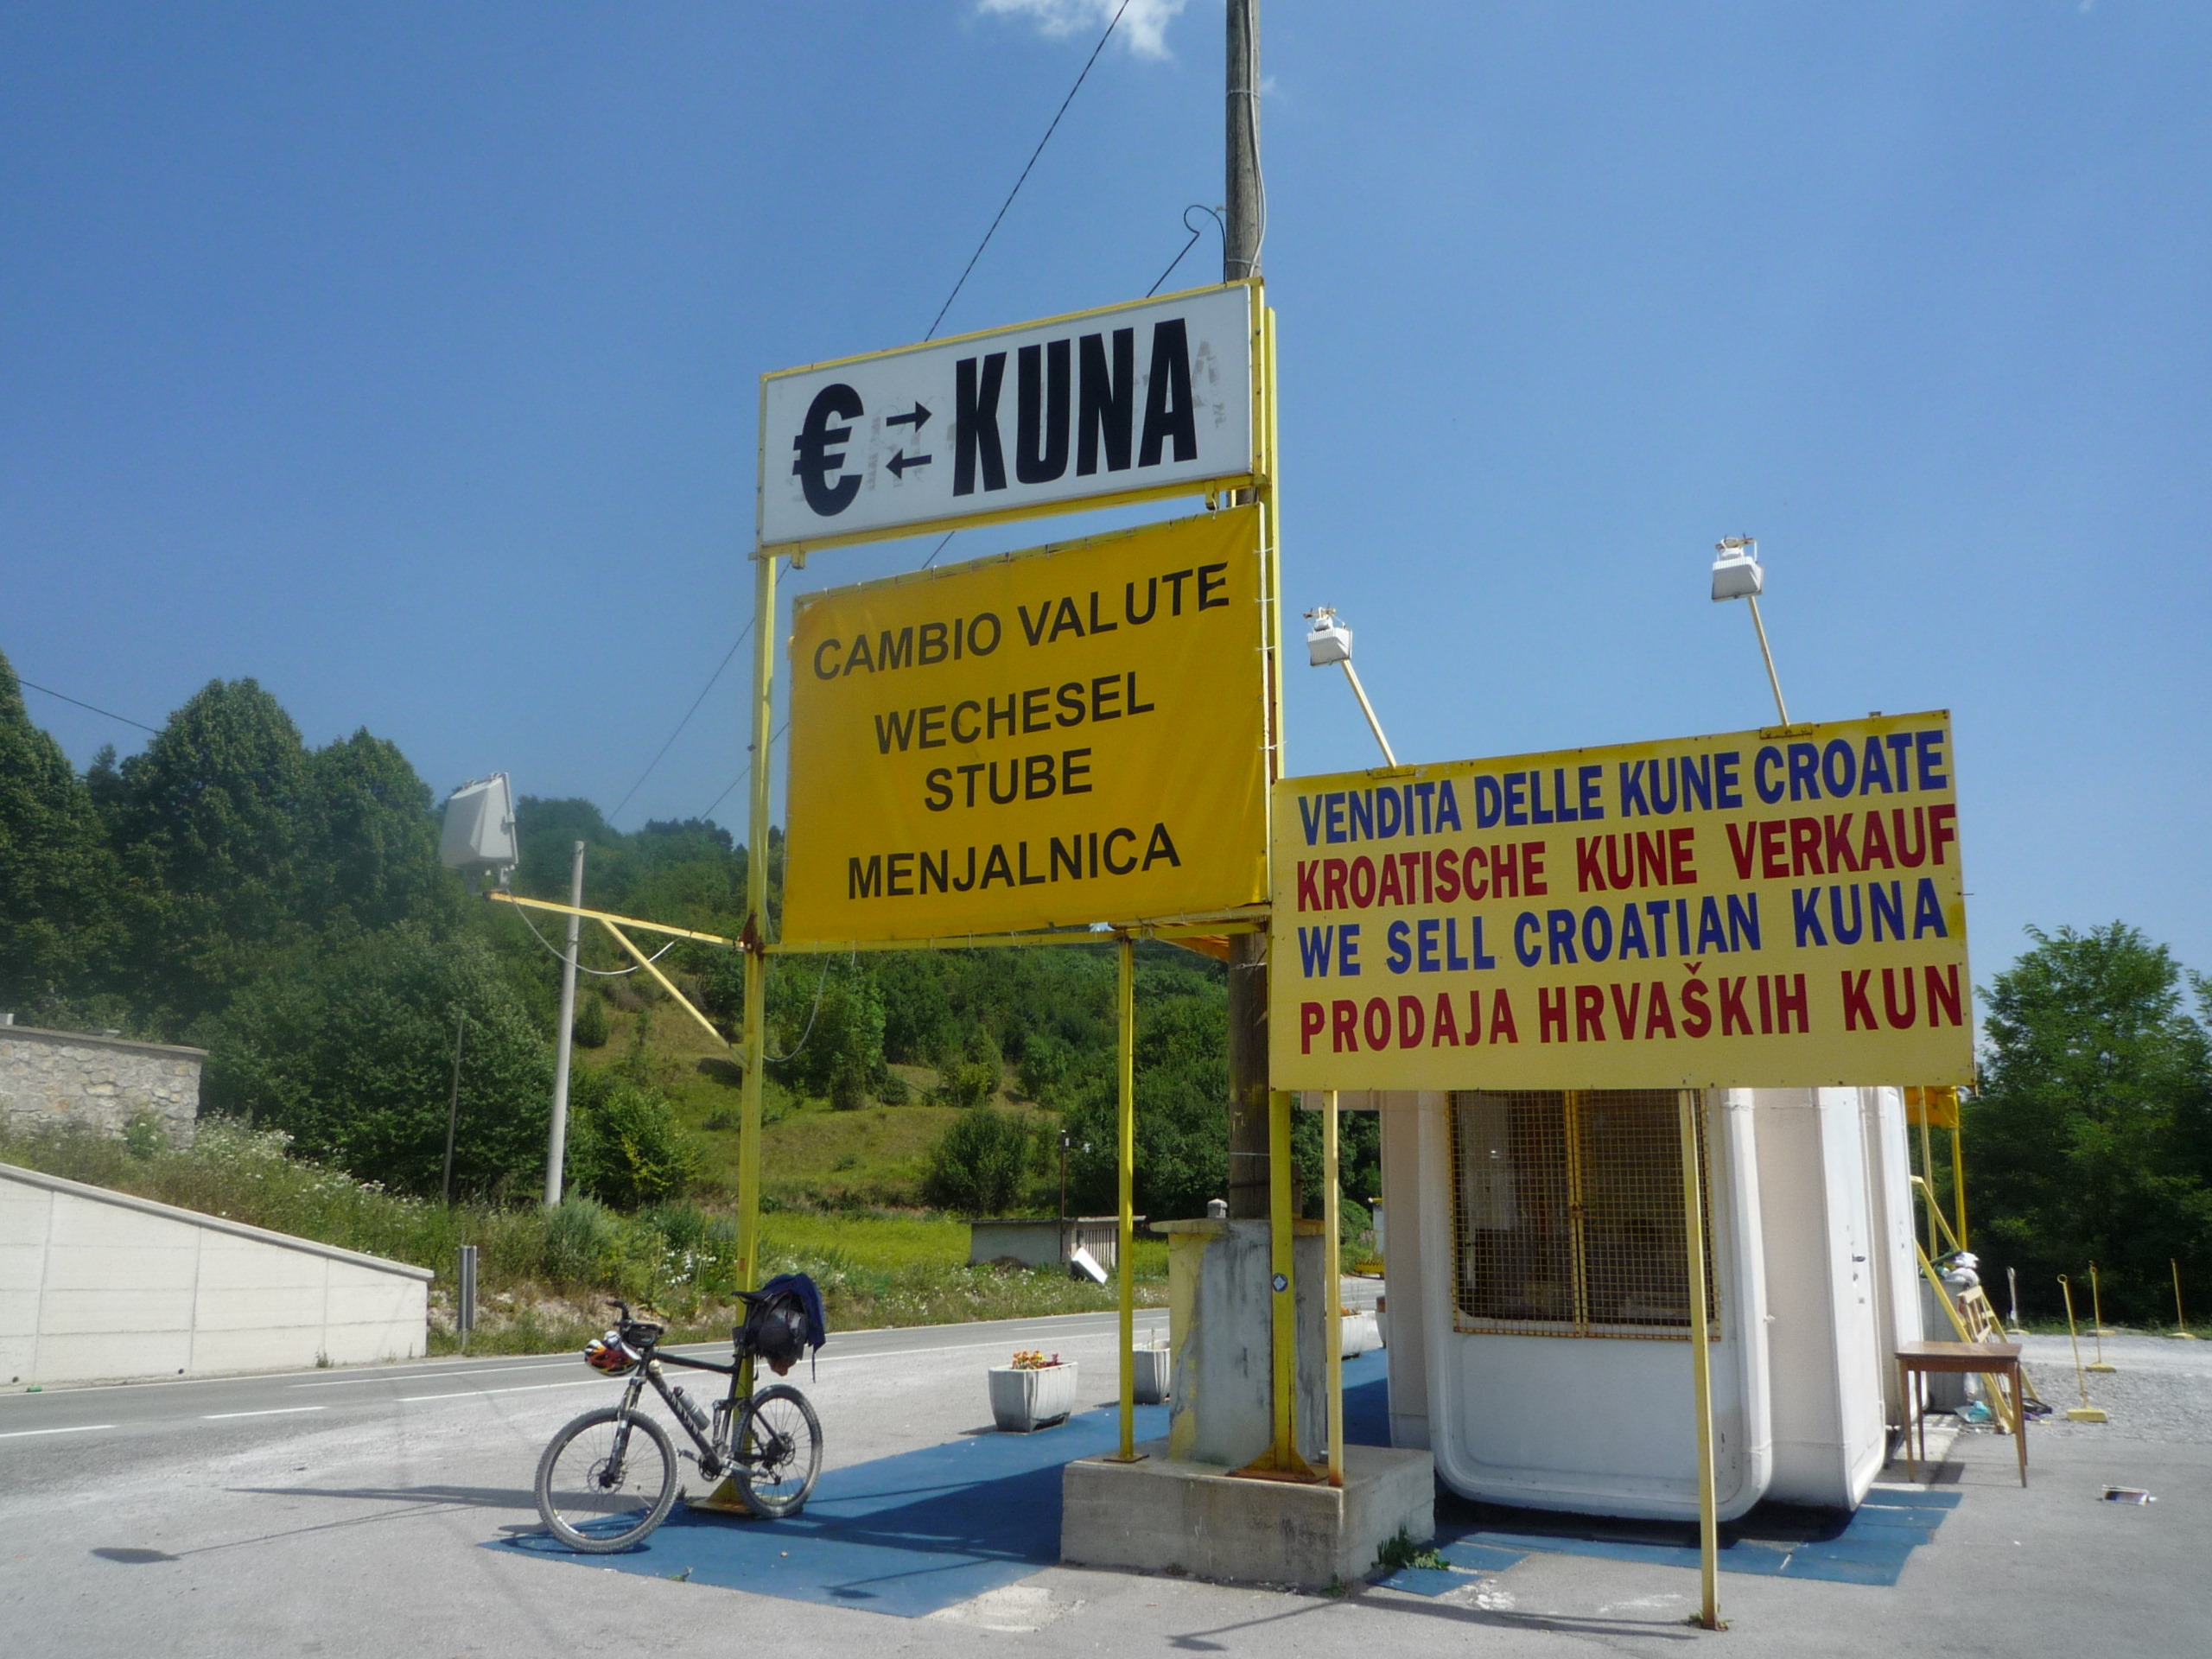 € ⇄ KUNA
CAMBIO VALUTE
WECHESEL
STUBE
MENJALNICA
VENDITA DELLE KUNE CROATE
KROATISCHE KUNE VERKAUF
WE SELL CROATIAN KUNA
PRODAJA HRVAŠKIH KUN